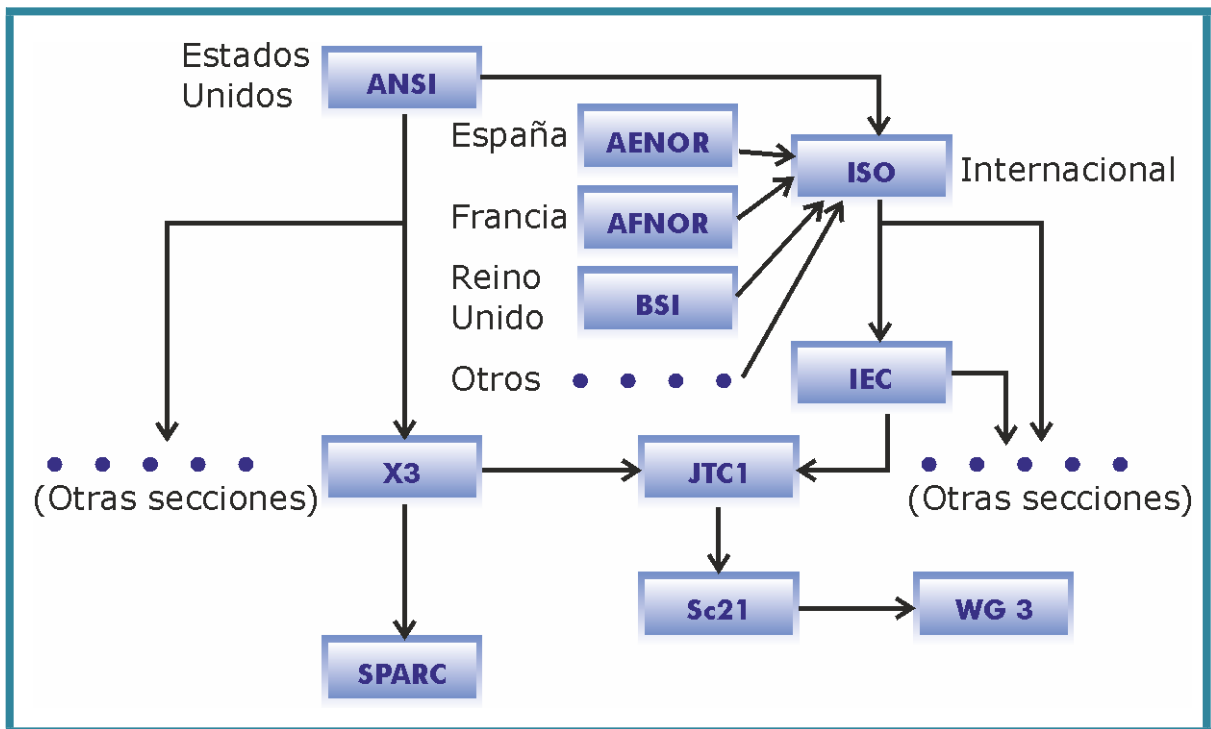 Estados
Unidos
ANSI
España
AENOR
ISO
Internacional
Francia
AFNOR
Reino
Unido
BSI
Otros
IEC
(Otras secciones)
X3
JTC1
(Otras secciones)
Sc21
WG 3
SPARC